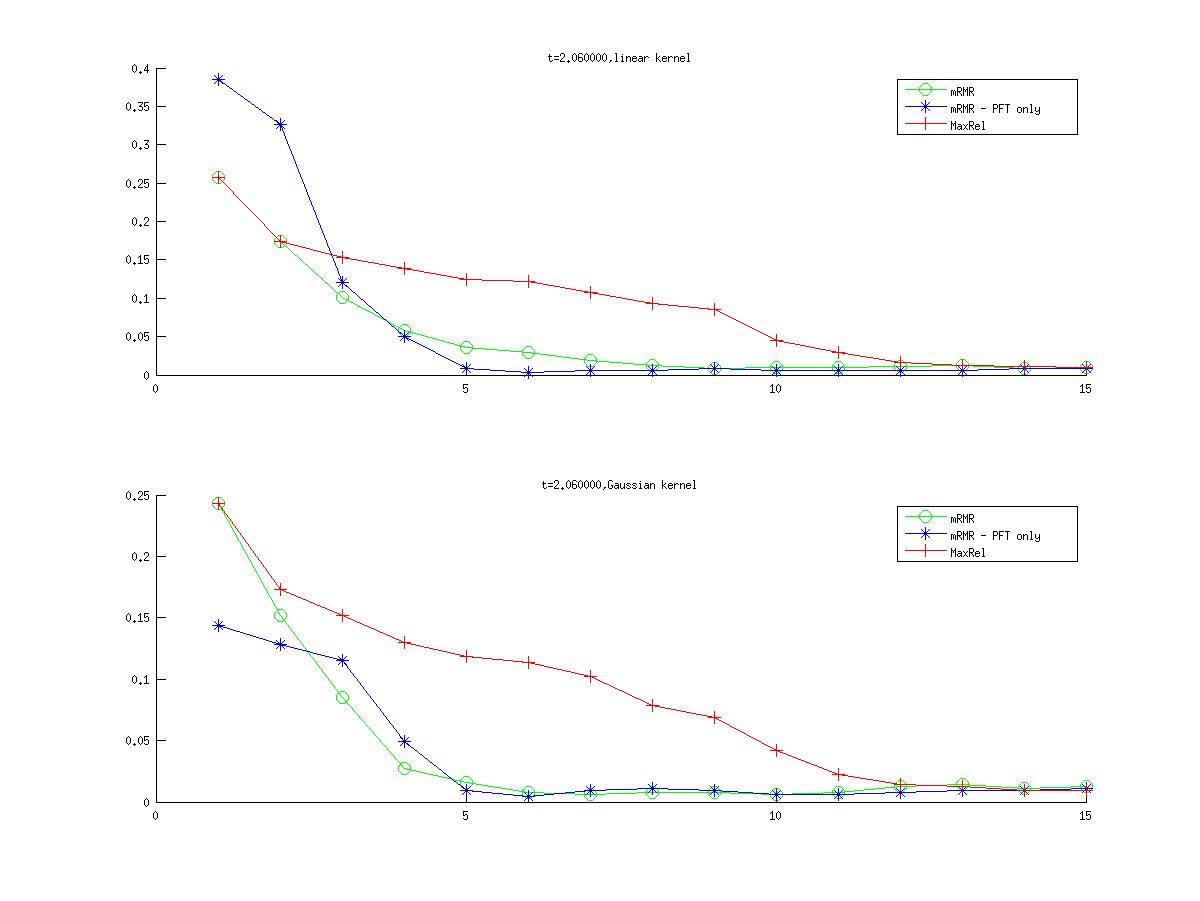 t=2.060000,linear kernel
0.4
0.35
0.3
0.25
0.2
0.15
0.1
0.05
0
0 5 10 15
mRMR
mRMR - PFT only
MaxRel
t=2.060000,Gaussian kernel
0.25
0.2
0.15
0.1
0.05
0
0 5 10 15
mRMR
mRMR - PFT only
MaxRel